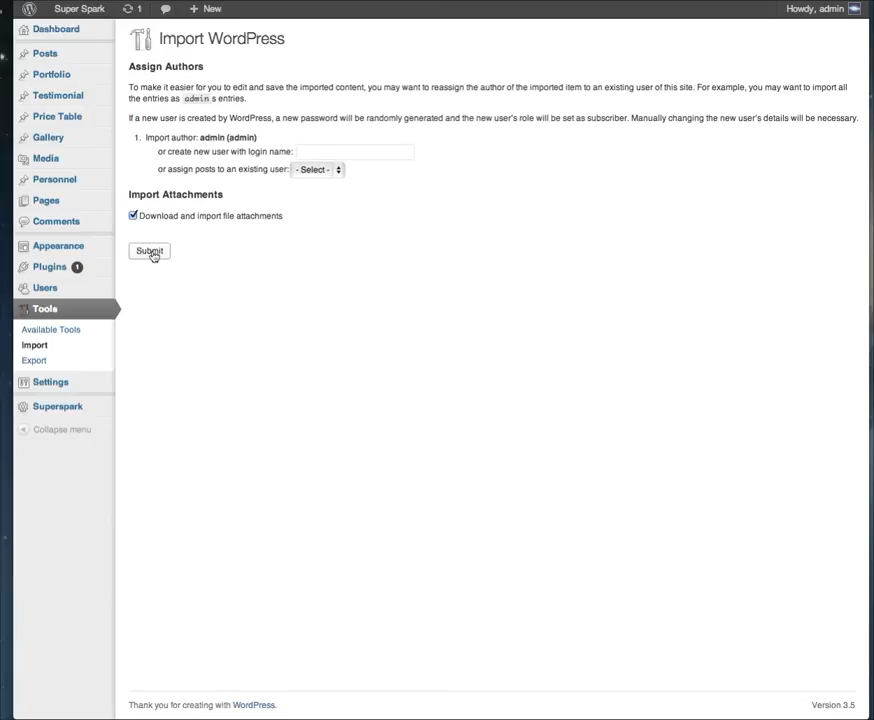 Super Spark
1
+ New
Howdy, admin
Dashboard
Posts
Portfolio
Testimonial
Price Table
Gallery
Media
Personnel
Pages
Comments
Appearance
Plugins 1
Users
Tools
Available Tools
Import
Export
Settings
Superspark
Collapse menu
Import WordPress
Assign Authors
To make it easier for you to edit and save the imported content, you may want to reassign the author of the imported item to an existing user of this site. For example, you may want to import all
the entries as admin s entries.
If a new user is created by WordPress, a new password will be randomly generated and the new user's role will be set as subscriber. Manually changing the new user's details will be necessary.
1. Import author: admin (admin)
or create new user with login name:
or assign posts to an existing user: - Select -
Import Attachments
Download and import file attachments
Submit
Thank you for creating with WordPress.
Version 3.5